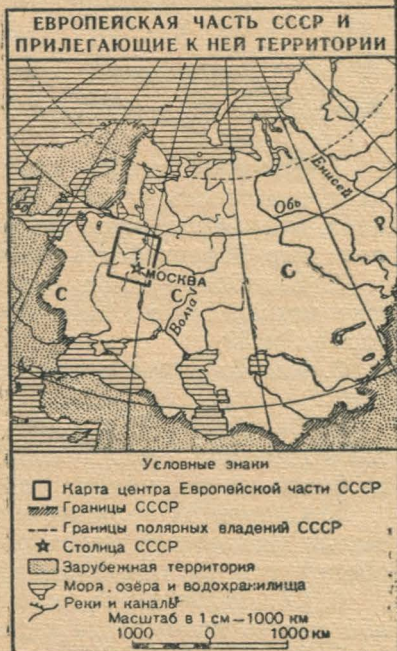 ЕВРОПЕЙСКАЯ ЧАСТЬ СССР И
ПРИЛЕГАЮЩИЕ К НЕЙ ТЕРРИТОРИИ
Енисей
Обь
Р
С
МОСКВА
С
С
Волга
Условные знаки
Карта центра Европейской части СССР
Границы СССР
Границы полярных владений СССР
Столица СССР
Зарубежная территория
Моря, озёра и водохранилища
Реки и каналы
Масштаб в 1 см—1000 км
1000 0 1000 км